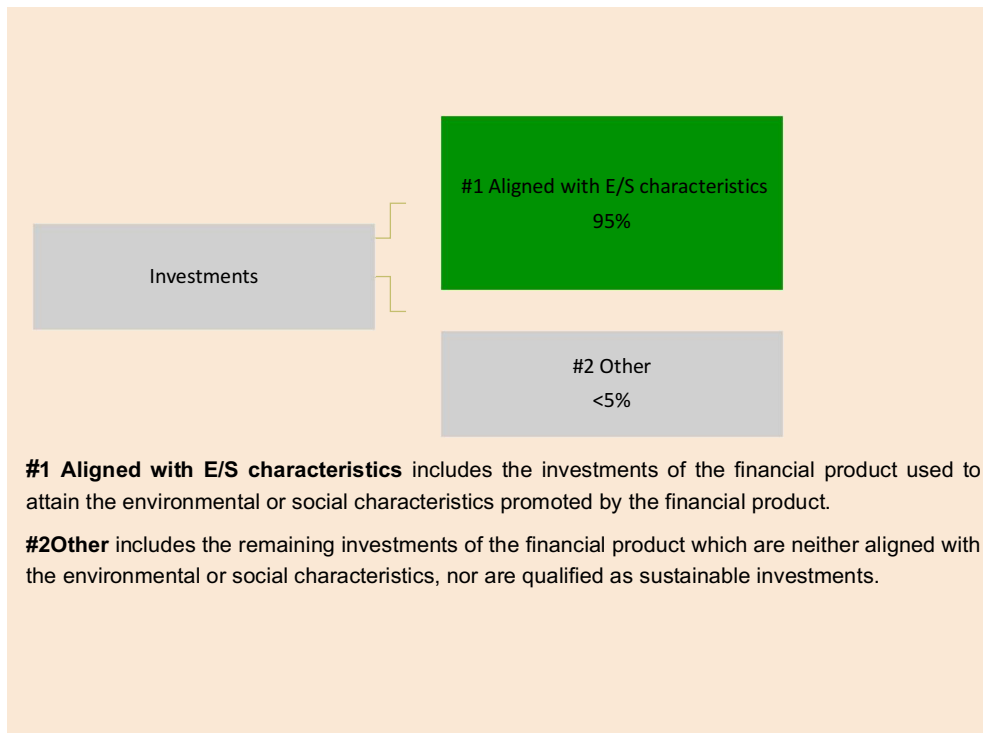 #1 Aligned with E/S characteristics
95%
Investments
#2 Other
<5%
#1 Aligned with E/S characteristics includes the investments of the financial product used to
attain the environmental or social characteristics promoted by the financial product.
#2Other includes the remaining investments of the financial product which are neither aligned with
the environmental or social characteristics, nor are qualified as sustainable investments.